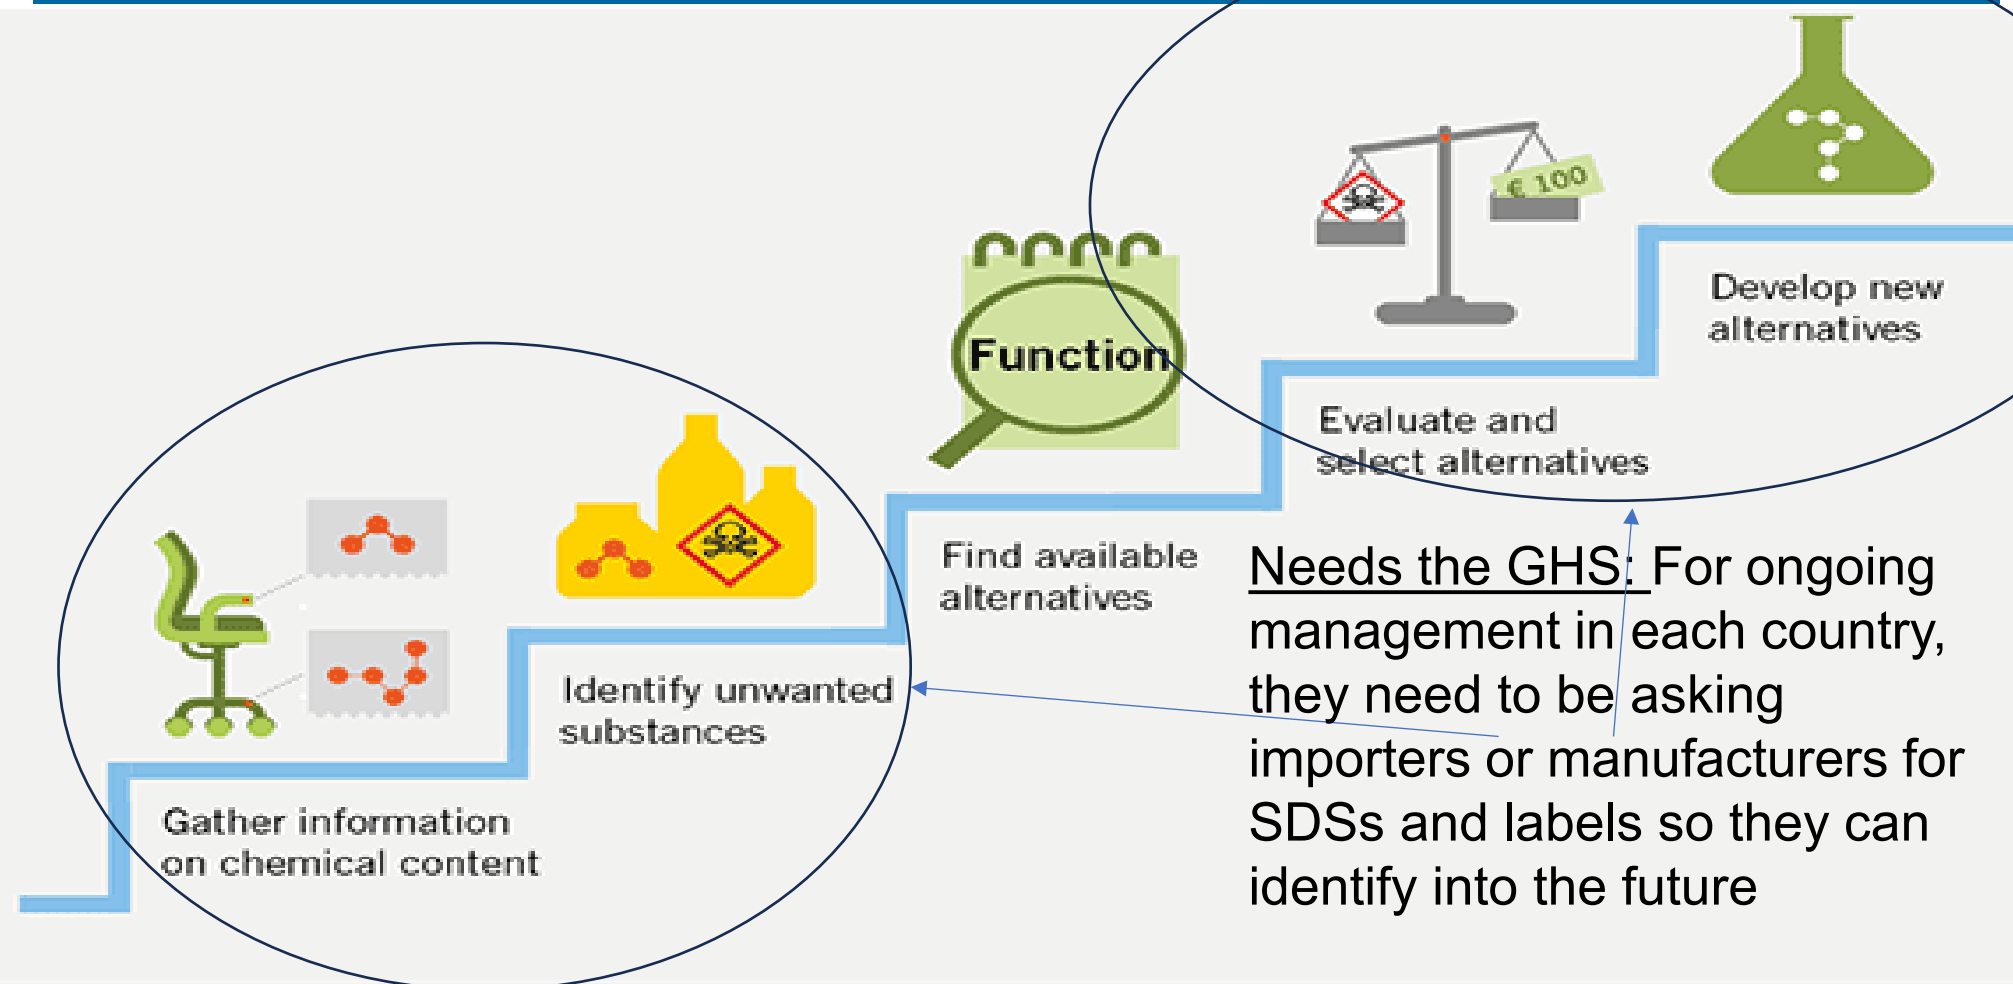 € 100
Develop new
alternatives
Function
Evaluate and
select alternatives
Find available
alternatives
Needs the GHS: For ongoing
management in each country,
they need to be asking
importers or manufacturers for
SDSs and labels so they can
identify into the future
Identify unwanted
substances
Gather information
on chemical content